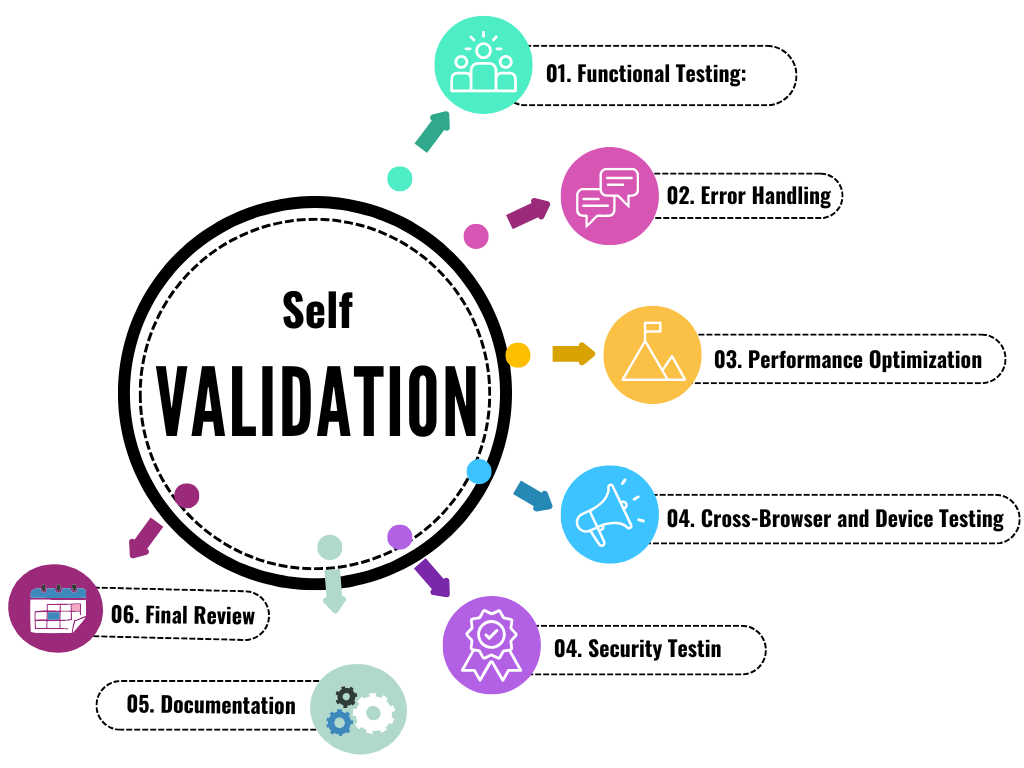 Self
VALIDATION
01. Functional Testing:
02. Error Handling
03. Performance Optimization
04. Cross-Browser and Device Testing
04. Security Testin
05. Documentation
06. Final Review